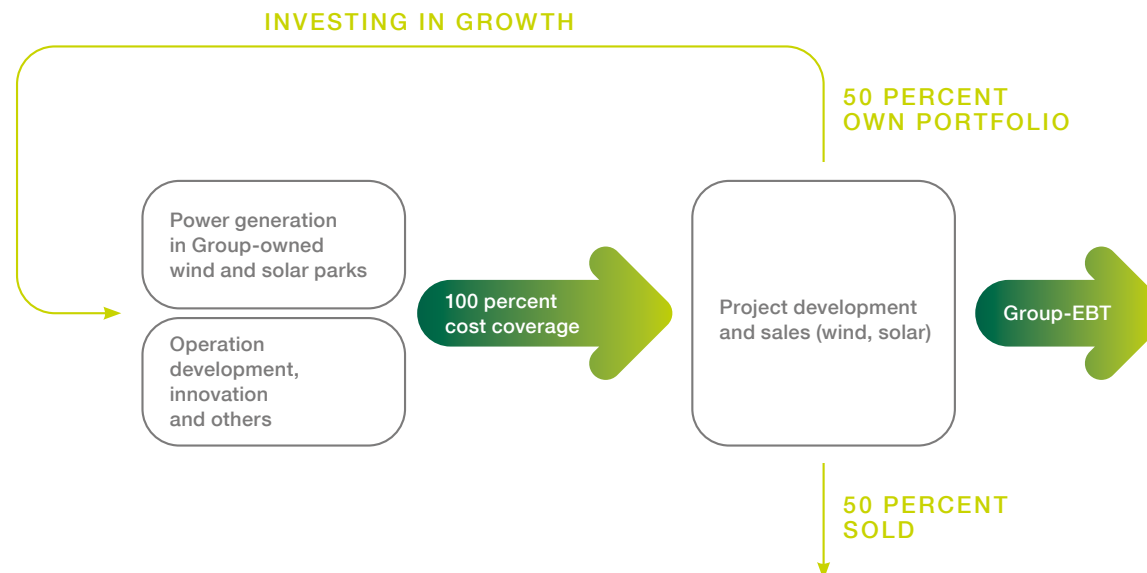 INVESTING IN GROWTH
50 PERCENT
OWN PORTFOLIO
Power generation
in Group-owned
wind and solar parks
Operation
development,
innovation
and others
100 percent
cost coverage
Project development
and sales (wind, solar)
Group-EBT
50 PERCENT
SOLD